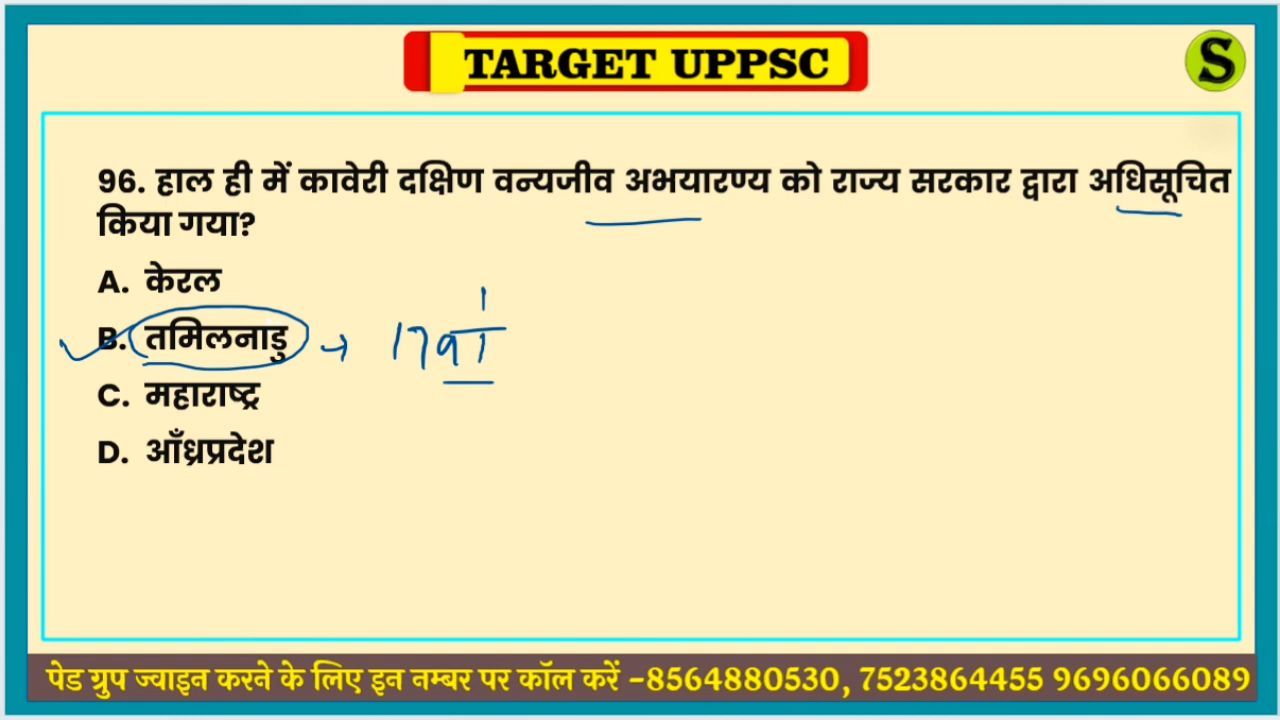 TARGET UPPSC
S
96. हाल ही में कावेरी दक्षिण वन्यजीव अभयारण्य को राज्य सरकार द्वारा अधिसूचित
किया गया?
A. केरल
B. तमिलनाडु → 17वाँ
C. महाराष्ट्र
D. आँध्रप्रदेश
पेड ग्रुप ज्वाइन करने के लिए इन नम्बर पर कॉल करें -8564880530, 7523864455 9696066089